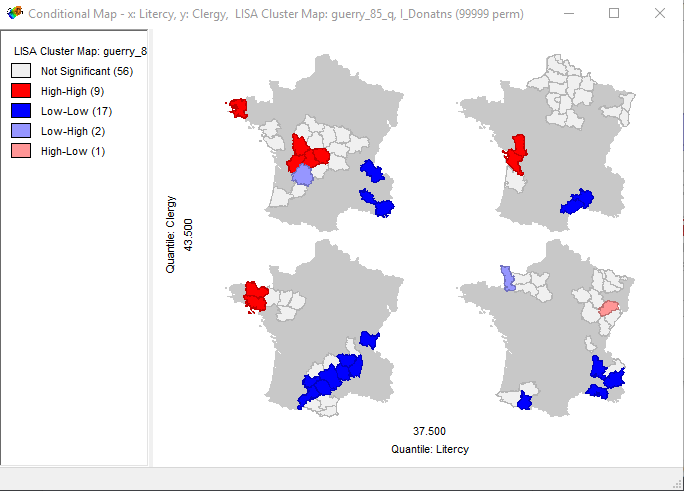 Conditional Map - x: Litercy, y: Clergy, LISA Cluster Map: guerry_85_q, I_Donatns (99999 perm)
LISA Cluster Map: guerry_8
Not Significant (56)
High-High (9)
Low-Low (17)
Low-High (2)
High-Low (1)
Quantile: Clergy
43.500
37.500
Quantile: Litercy